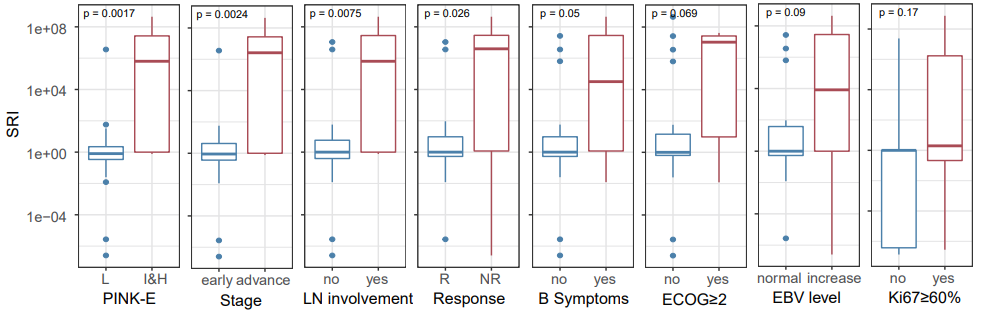 p = 0.0017
p = 0.0024
p = 0.0075
p = 0.026
p = 0.05
p = 0.069
p = 0.09
p = 0.17
1e+08
1e+04
1e+00
1e−04
SRI
L I&H
early advance
no yes
R NR
no yes
no yes
normal increase
no yes
PINK-E
Stage
LN involvement
Response
B Symptoms
ECOG≥2
EBV level
Ki67≥60%